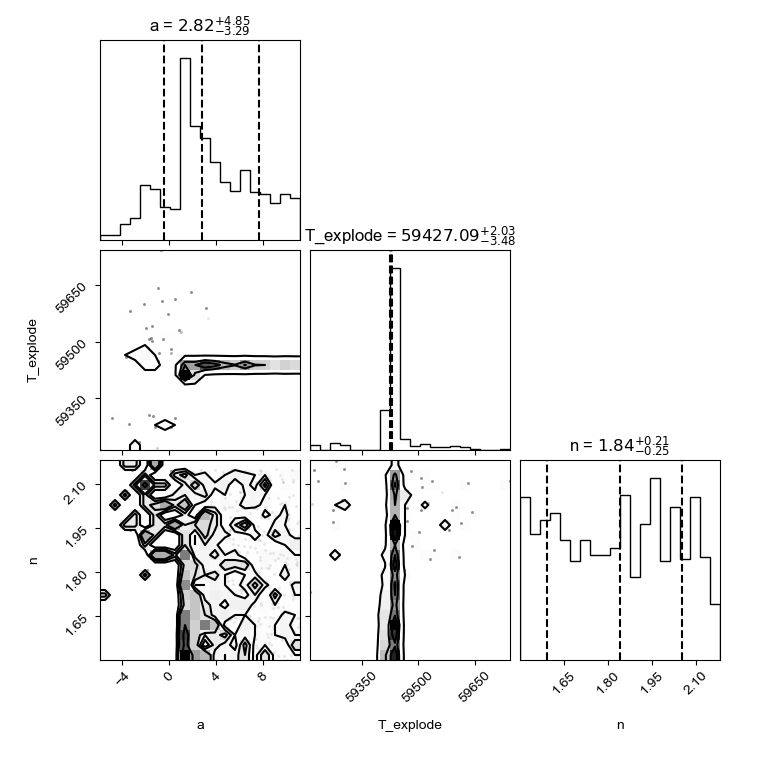 a = 2.82+4.85−3.29
T_explode = 59427.09+2.03−3.48
59650
59500
59350
T_explode
n = 1.84+0.21−0.25
2.10
1.95
1.80
1.65
n
−4 0 4 8
59350 59500 59650
1.65 1.80 1.95 2.10
a T_explode n